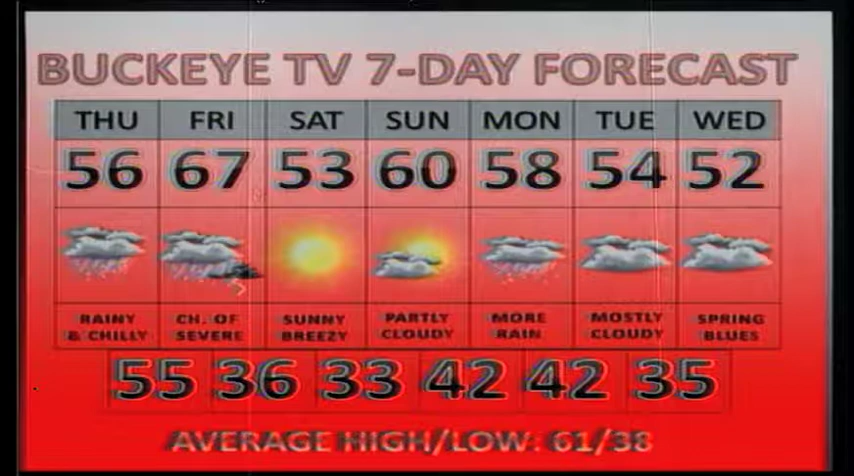 BUCKEYE TV 7-DAY FORECAST
THU FRI SAT SUN MON TUE WED
56 67 53 60 58 54 52
RAINY & CHILLY
CH. OF SEVERE
SUNNY BREEZY
PARTLY CLOUDY
MORE RAIN
MOSTLY CLOUDY
SPRING BLUES
55 36 33 42 42 35
AVERAGE HIGH/LOW: 61/38